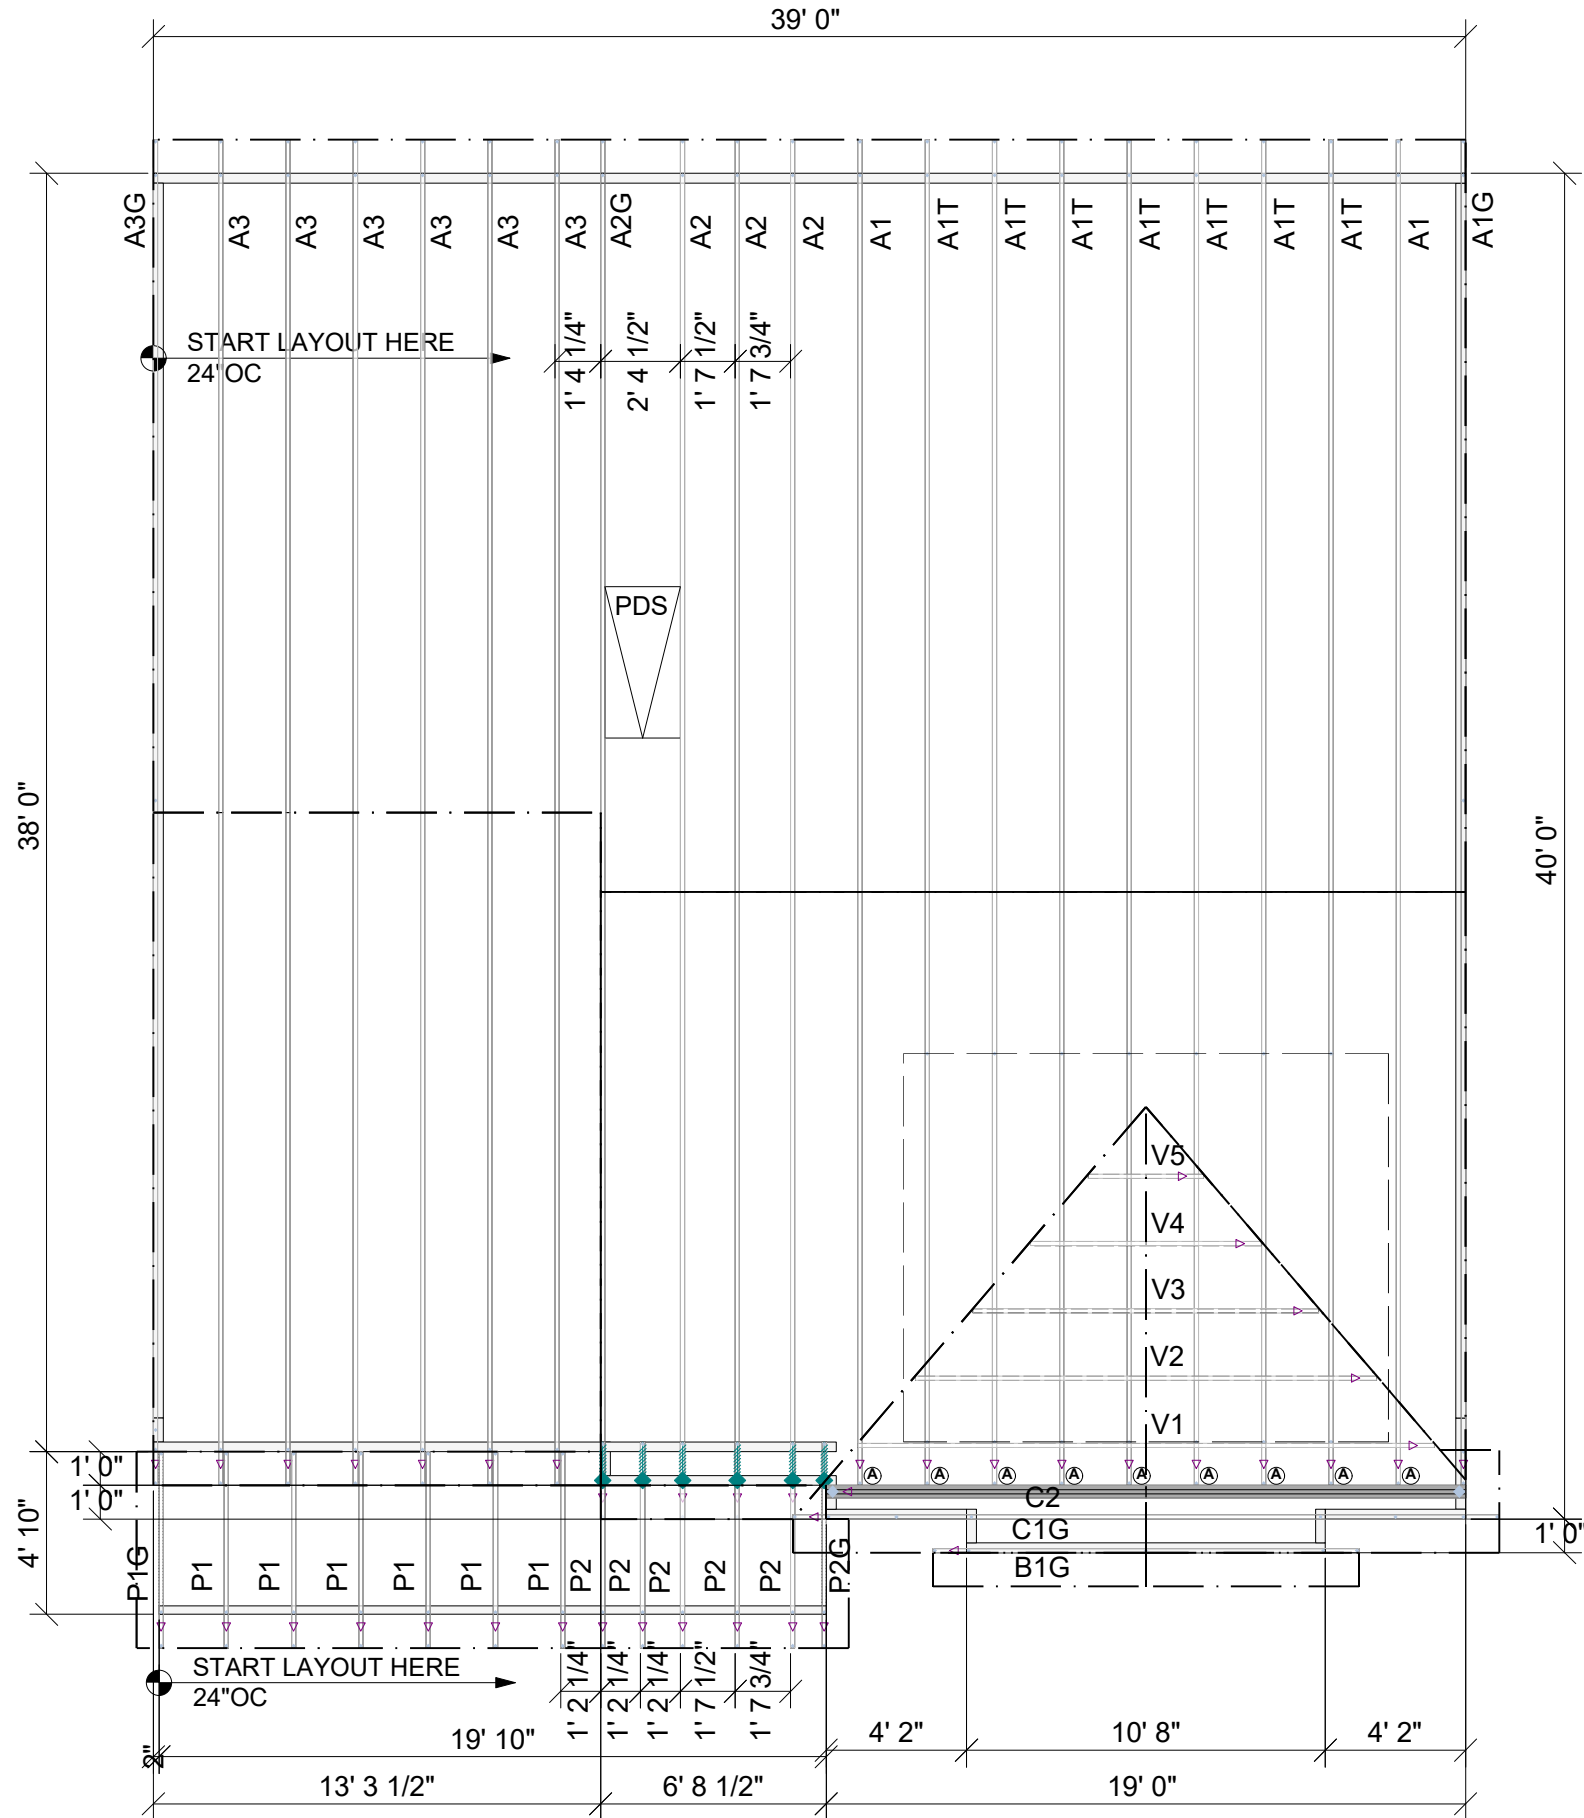 39' 0"
A3G
A3
A3
A3
A3
A3
A3
A2G
A2
A2
A2
A1
A1T
A1T
A1T
A1T
A1T
A1T
A1T
A1
A1G
START LAYOUT HERE
24"OC
1' 4 1/4"
2' 4 1/2"
1' 7 1/2"
1' 7 3/4"
PDS
38' 0"
40' 0"
V5
V4
V3
V2
V1
A
A
A
A
A
A
A
A
A
1' 0"
1' 0"
4' 10"
C2
C1G
B1G
1' 0"
P1G
P1
P1
P1
P1
P1
P1
P2
P2
P2
P2
P2
P2G
START LAYOUT HERE
24"OC
1' 2 1/4"
1' 2 1/4"
1' 2 1/4"
1' 7 1/2"
1' 7 3/4"
2"
19' 10"
4' 2"
10' 8"
4' 2"
13' 3 1/2"
6' 8 1/2"
19' 0"